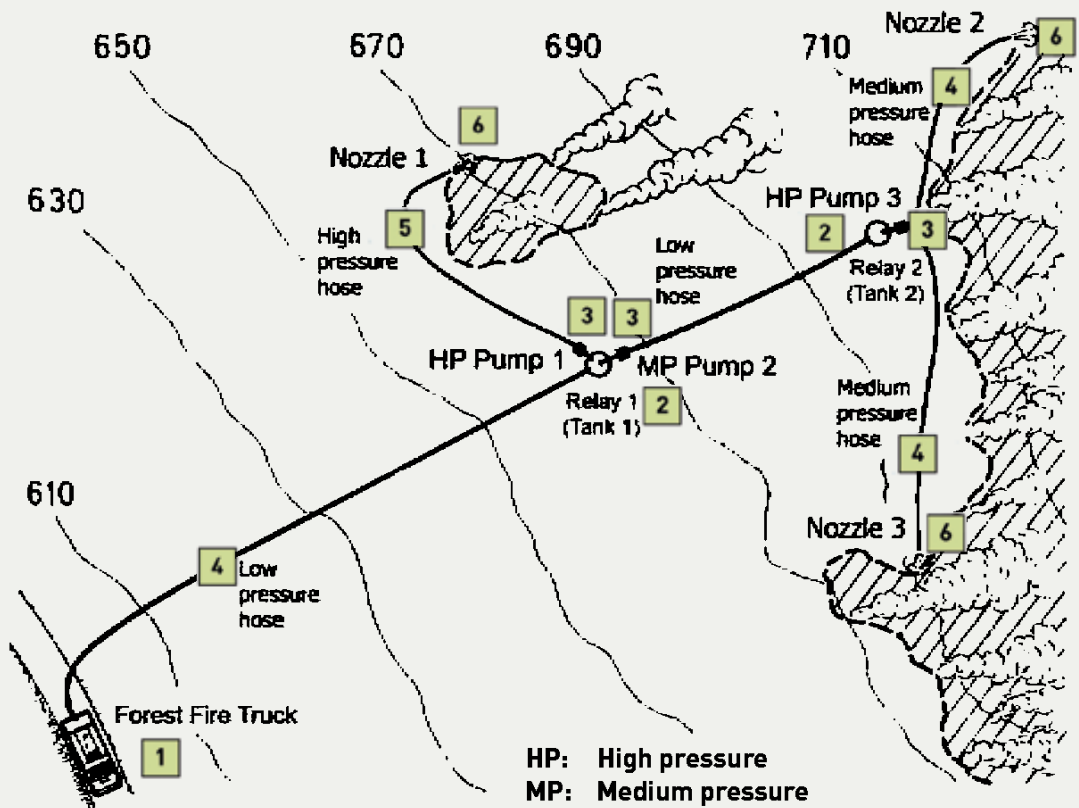 650
670
690
710
Nozzle 2
6
4
Medium
pressure
hose
6
Nozzle 1
630
5
High
pressure
hose
HP Pump 3
2
3
Relay 2
(Tank 2)
Low
pressure
hose
3
3
HP Pump 1
MP Pump 2
Relay 1
(Tank 1)
2
Medium
pressure
hose
4
610
Nozzle 3
6
4
Low
pressure
hose
Forest Fire Truck
1
HP: High pressure
MP: Medium pressure